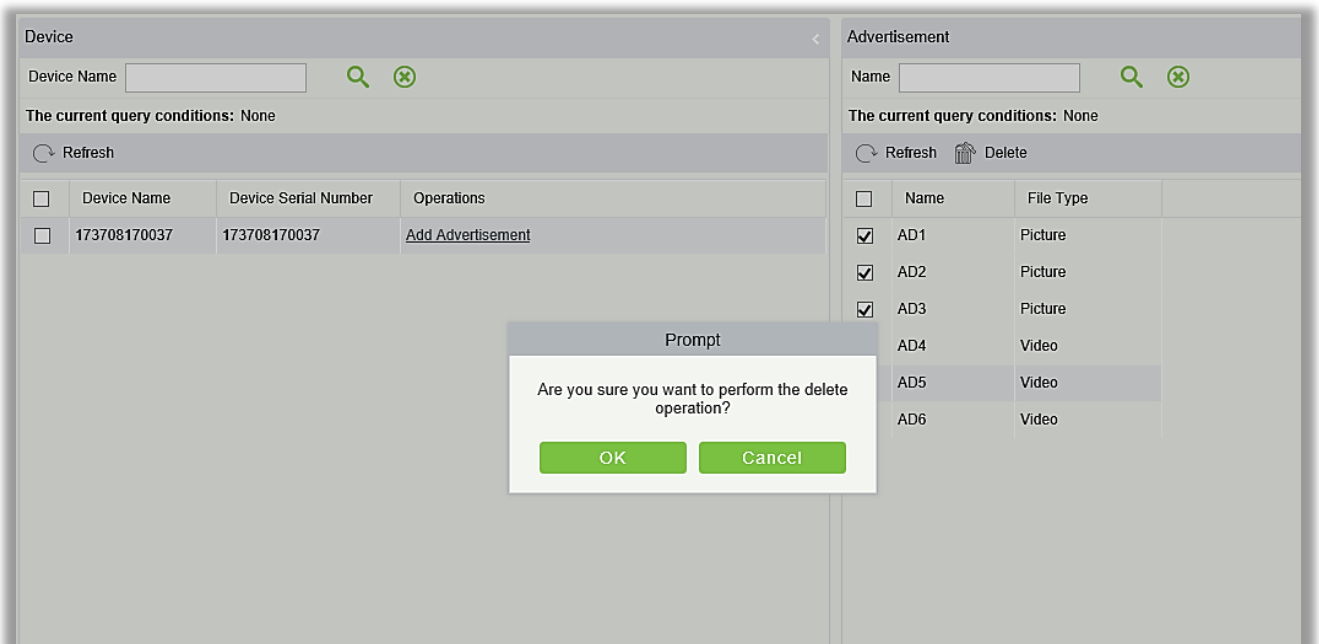 Device
Device Name
The current query conditions: None
Refresh
Device Name Device Serial Number Operations
173708170037 173708170037 Add Advertisement
Advertisement
Name
The current query conditions: None
Refresh Delete
Name File Type
AD1 Picture
AD2 Picture
AD3 Picture
AD4 Video
AD5 Video
AD6 Video
Prompt
Are you sure you want to perform the delete
operation?
OK Cancel